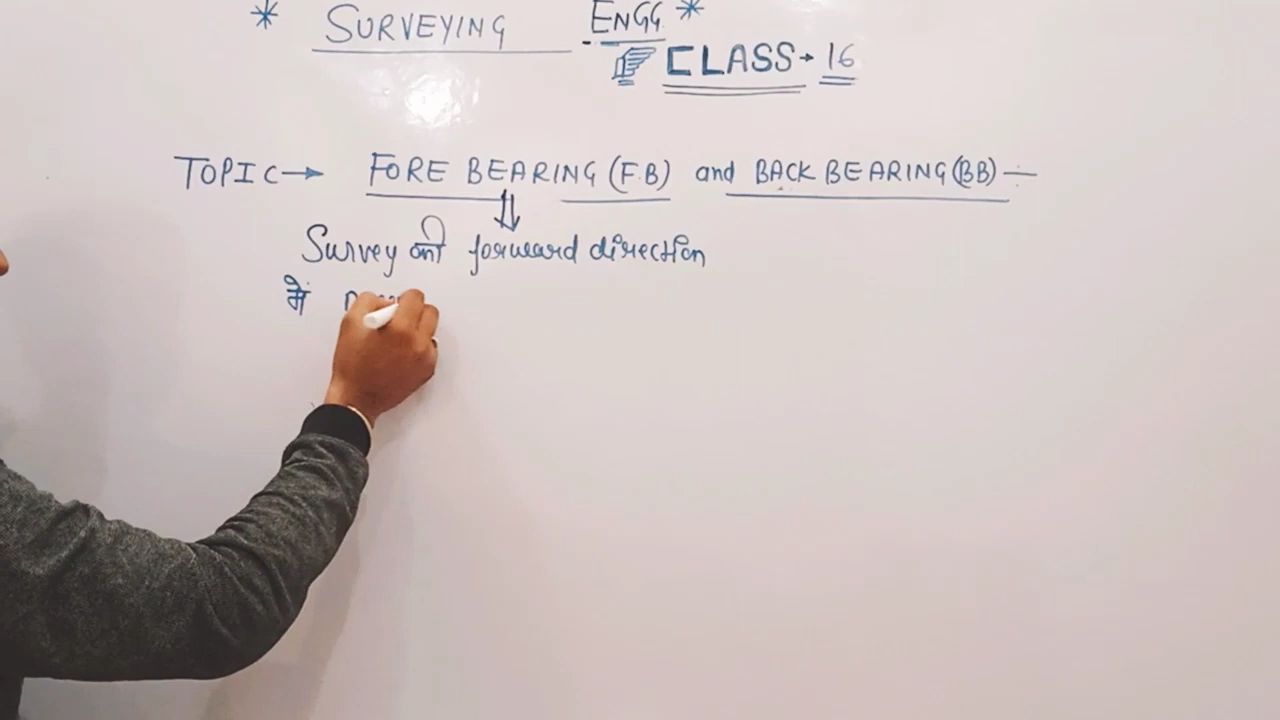 * SURVEYING ENGG *
CLASS → 16
TOPIC → FORE BEARING (F.B) and BACK BEARING (BB) —
Survey की forward direction
में